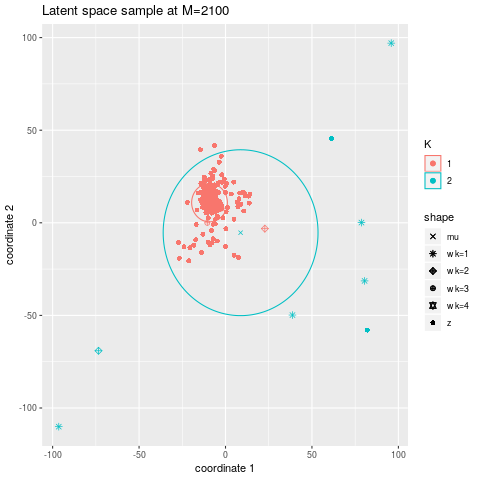 Latent space sample at M=2100
100
50
0
-50
-100
-100
-50
0
50
100
coordinate 1
coordinate 2
K
1
2
shape
mu
w k=1
w k=2
w k=3
w k=4
z